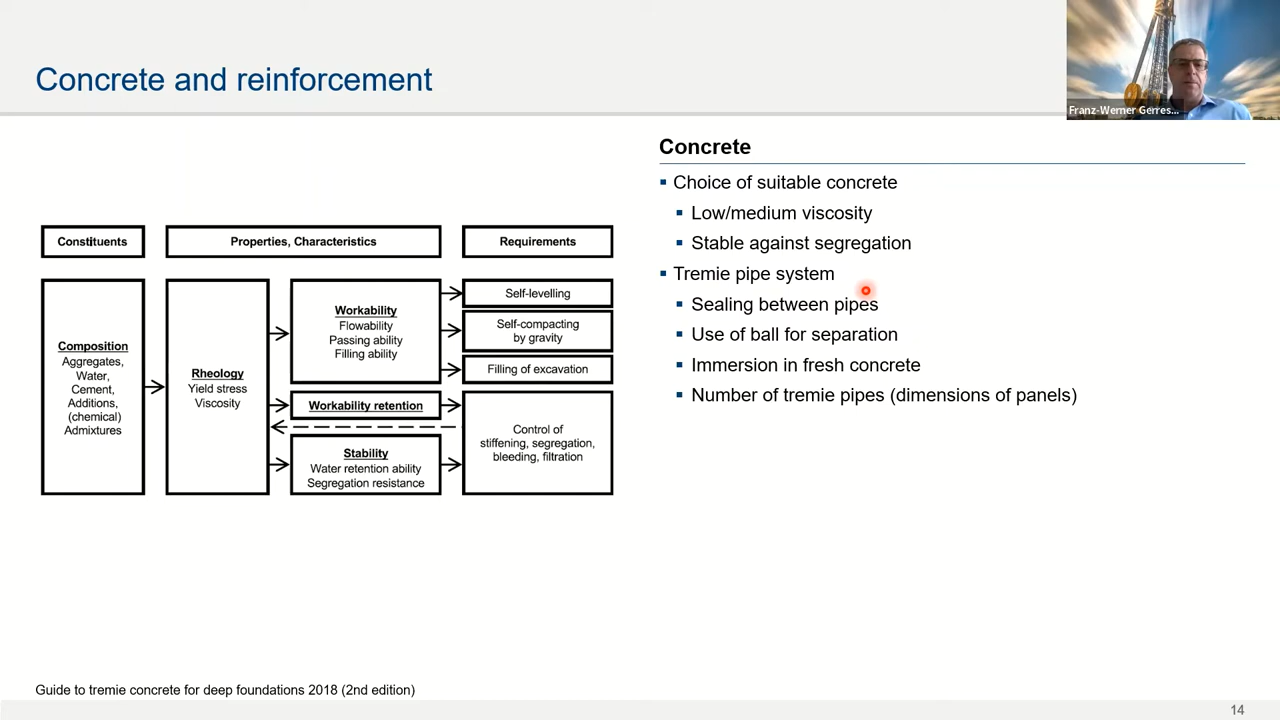 Concrete and reinforcement
Franz-Werner Gerres...
Constituents
Properties, Characteristics
Requirements
Composition
Aggregates,
Water,
Cement,
Additions,
(chemical)
Admixtures
Rheology
Yield stress
Viscosity
Workability
Flowability
Passing ability
Filling ability
Workability retention
Stability
Water retention ability
Segregation resistance
Self-levelling
Self-compacting
by gravity
Filling of excavation
Control of
stiffening, segregation,
bleeding, filtration
Concrete
▪ Choice of suitable concrete
▪ Low/medium viscosity
▪ Stable against segregation
▪ Tremie pipe system
▪ Sealing between pipes
▪ Use of ball for separation
▪ Immersion in fresh concrete
▪ Number of tremie pipes (dimensions of panels)
Guide to tremie concrete for deep foundations 2018 (2nd edition)
14